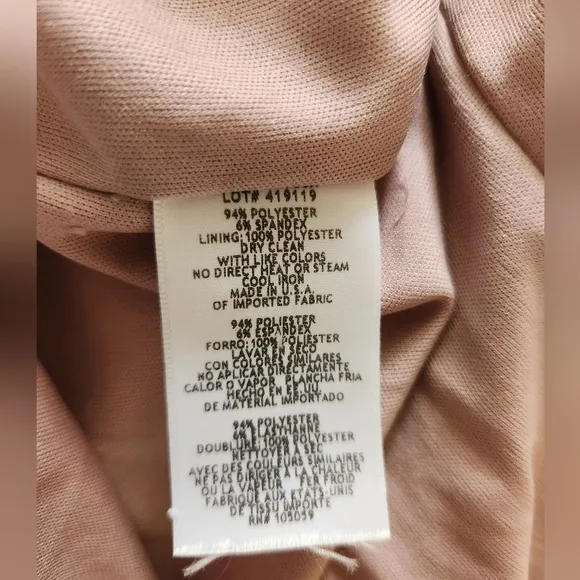 LOT# 419119
94% POLYESTER
6% SPANDEX
LINING: 100% POLYESTER
DRY CLEAN
WITH LIKE COLORS
NO DIRECT HEAT OR STEAM
COOL IRON
MADE IN U.S.A.
OF IMPORTED FABRIC
94% POLIESTER
6% ESPANDEX
FORRO: 100% POLIESTER
LAVAR EN SECO
CON COLORES SIMILARES
NO APLICAR DIRECTAMENTE
CALOR O VAPOR PLANCHA FRIA
HECHO EN EE.UU.
DE MATERIAL IMPORTADO
94% POLYESTER
6% ELASTHANNE
DOUBLURE: 100% POLYESTER
NETTOYER A SEC
AVEC DES COULEURS SIMILAIRES
NE PAS DIRIGER A LA CHALEUR
OU LA VAPEUR FER FROID
FABRIQUE AUX ETATS-UNIS
DE TISSU IMPORTE
RN# 105059